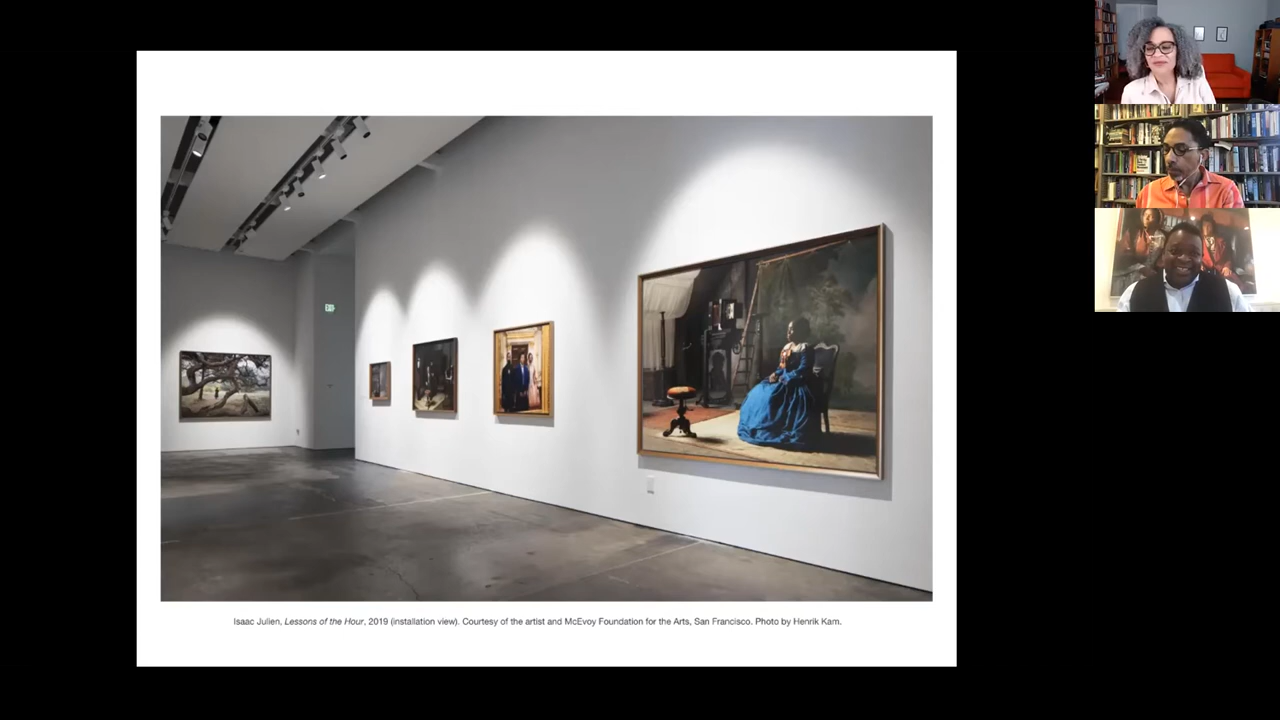 Isaac Julien, Lessons of the Hour, 2019 (installation view). Courtesy of the artist and McEvoy Foundation for the Arts, San Francisco. Photo by Henrik Kam.